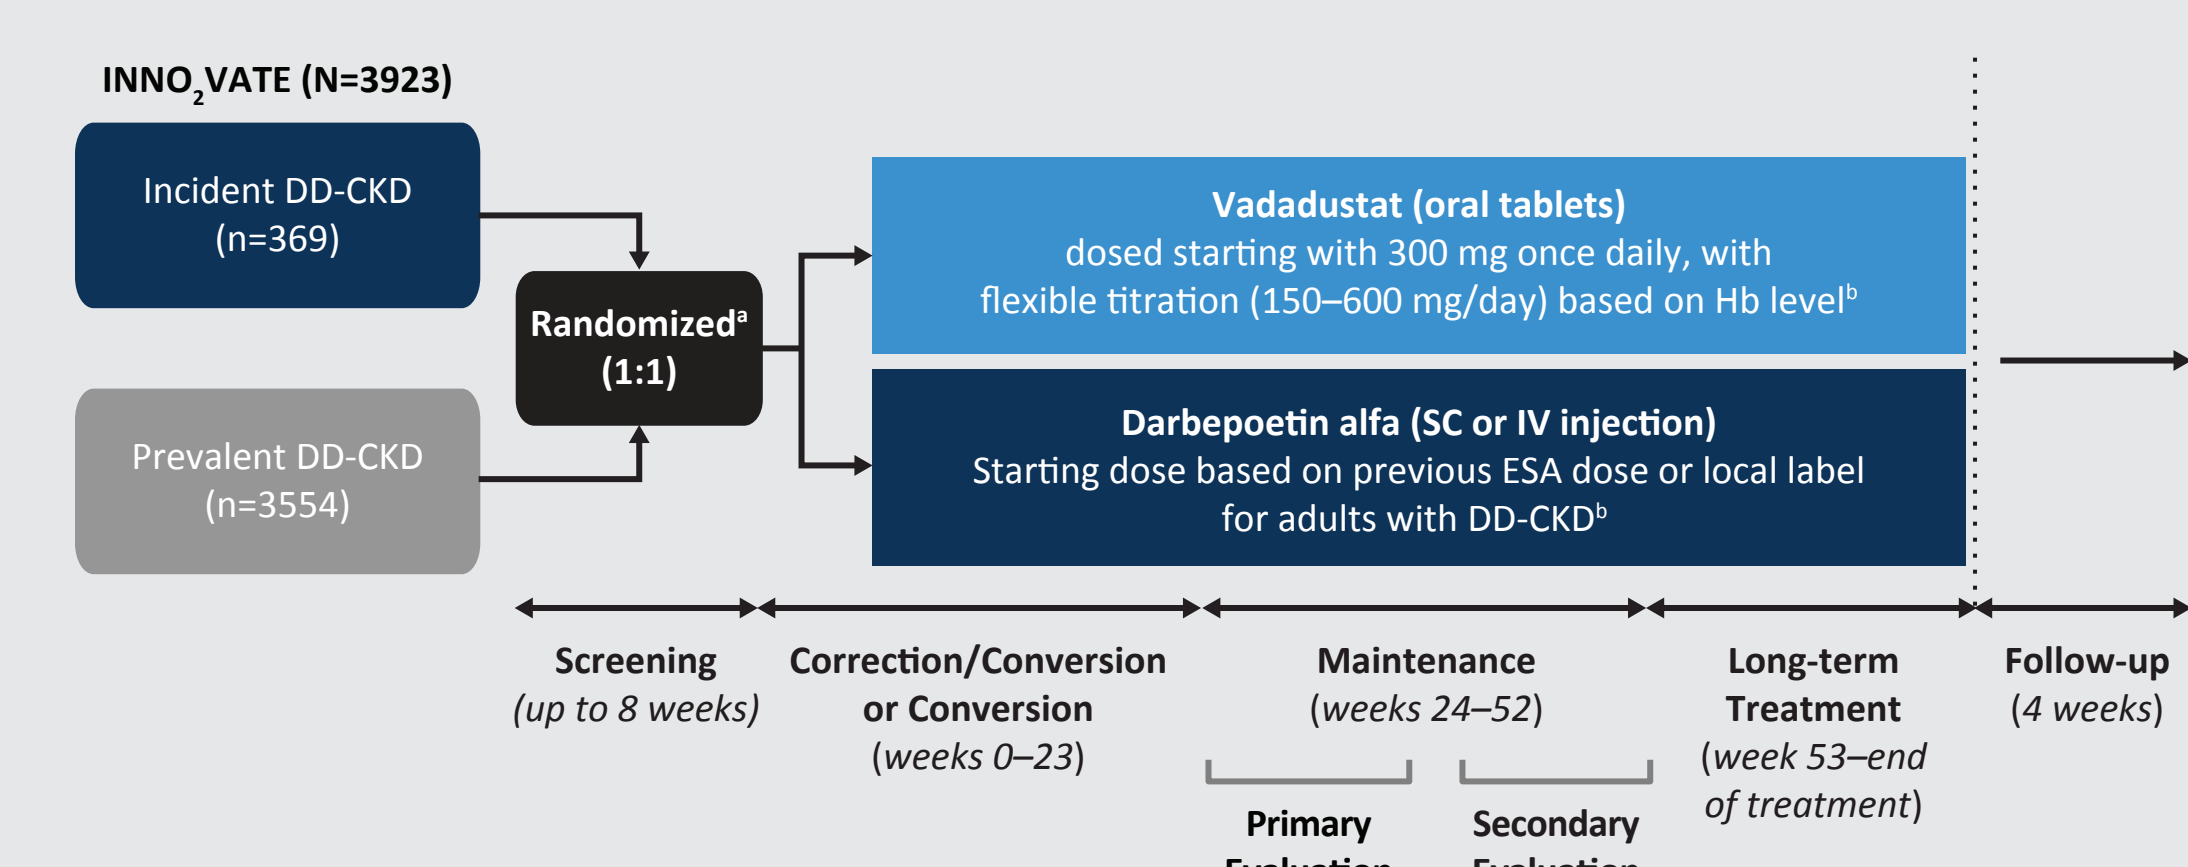 INNO₂VATE (N=3923)
Incident DD-CKD
(n=369)
Prevalent DD-CKD
(n=3554)
Randomizedᵃ
(1:1)
Vadadustat (oral tablets)
dosed starting with 300 mg once daily, with
flexible titration (150–600 mg/day) based on Hb levelᵇ
Darbepoetin alfa (SC or IV injection)
Starting dose based on previous ESA dose or local label
for adults with DD-CKDᵇ
Screening
(up to 8 weeks)
Correction/Conversion
or Conversion
(weeks 0–23)
Maintenance
(weeks 24–52)
Primary
Evaluation
Secondary
Evaluation
Long-term
Treatment
(week 53–end
of treatment)
Follow-up
(4 weeks)